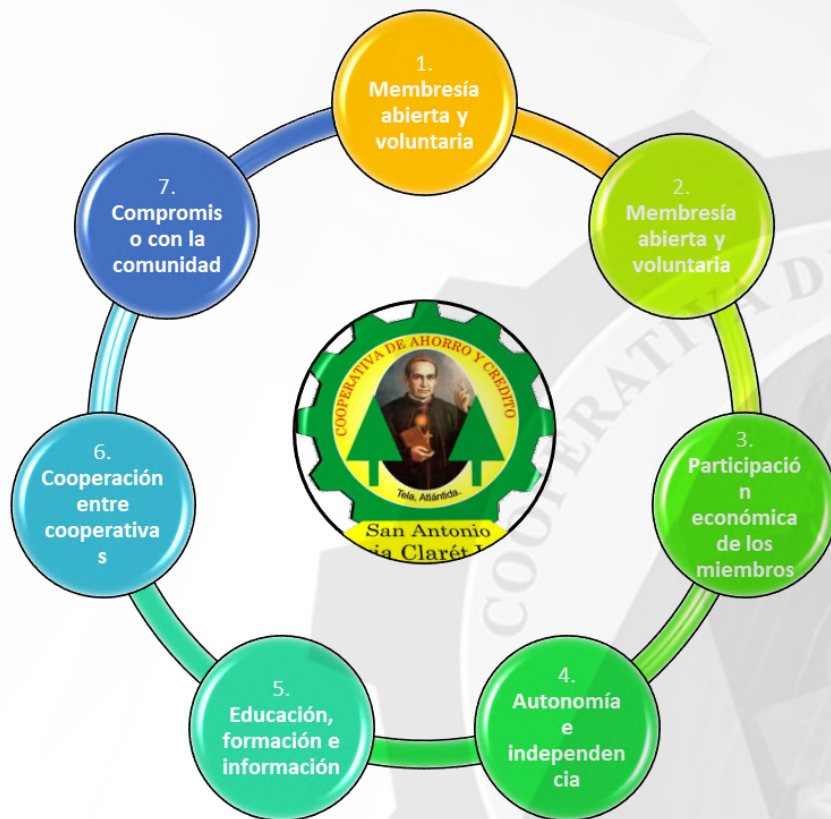 1.
Membresía
abierta y
voluntaria
2.
Membresía
abierta y
voluntaria
3.
Participació
n
económica
de los
miembros
4.
Autonomía
e
independen
cia
5.
Educación,
formación e
información
6.
Cooperación
entre
cooperativa
s
7.
Compromis
o con la
comunidad
COOPERATIVA DE AHORRO Y CREDITO
Tela, Atlántida.
San Antonio
Clarét
COOPERATIVA D